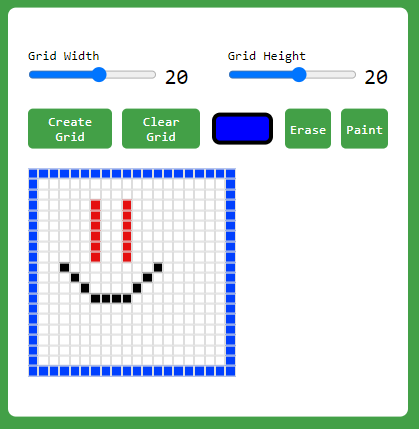 Grid Width
Grid Height
20
20
Create
Grid
Clear
Grid
Erase
Paint